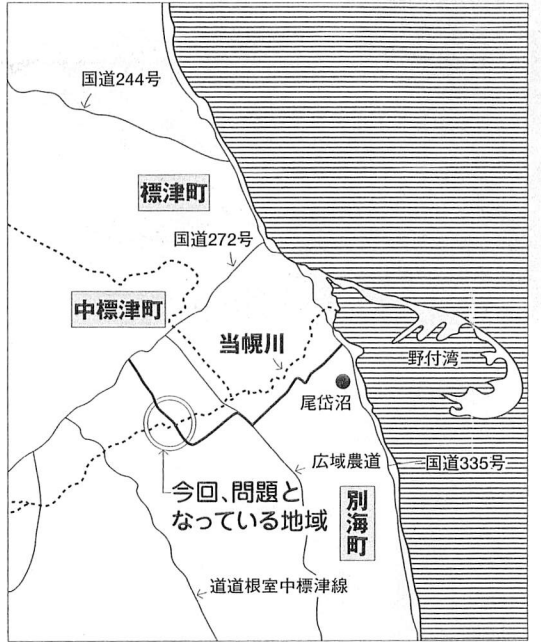 国道244号
標津町
国道272号
中標津町
当幌川
野付湾
尾岱沼
広域農道
国道335号
今回、問題と
なっている地域
別海町
道道根室中標津線